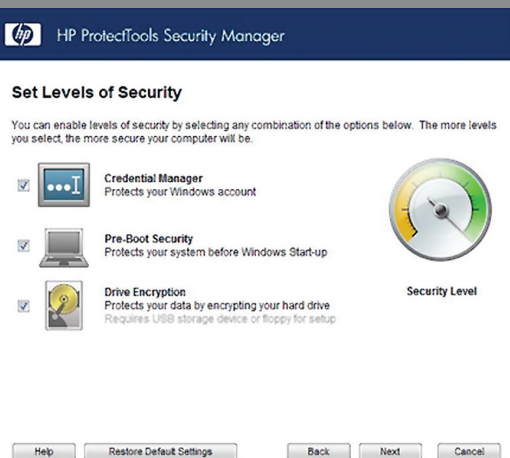 hp HP ProtectTools Security Manager
Set Levels of Security
You can enable levels of security by selecting any combination of the options below. The more levels
you select, the more secure your computer will be.
Credential Manager
Protects your Windows account
Pre-Boot Security
Protects your system before Windows Start-up
Drive Encryption
Protects your data by encrypting your hard drive
Requires USB storage device or floppy for setup
Security Level
Help Restore Default Settings Back Next Cancel